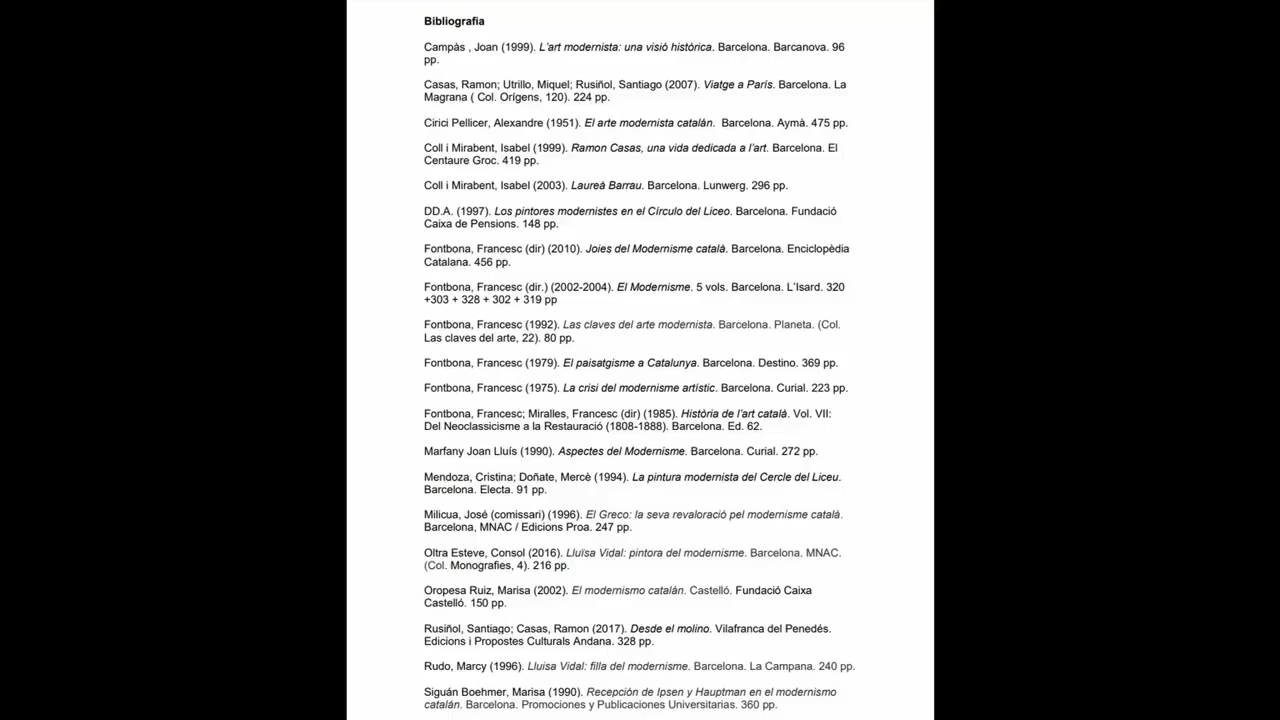 Bibliografia
Campàs , Joan (1999). L'art modernista: una visió històrica. Barcelona. Barcanova. 96
pp.
Casas, Ramon; Utrillo, Miquel; Rusiñol, Santiago (2007). Viatge a París. Barcelona. La
Magrana ( Col. Orígens, 120). 224 pp.
Cirici Pellicer, Alexandre (1951). El arte modernista catalán. Barcelona. Aymà. 475 pp.
Coll i Mirabent, Isabel (1999). Ramon Casas, una vida dedicada a l'art. Barcelona. El
Centaure Groc. 419 pp.
Coll i Mirabent, Isabel (2003). Laureà Barrau. Barcelona. Lunwerg. 296 pp.
DD.A. (1997). Los pintores modernistes en el Círculo del Liceo. Barcelona. Fundació
Caixa de Pensions. 148 pp.
Fontbona, Francesc (dir) (2010). Joies del Modernisme català. Barcelona. Enciclopèdia
Catalana. 456 pp.
Fontbona, Francesc (dir.) (2002-2004). El Modernisme. 5 vols. Barcelona. L'Isard. 320
+303 + 328 + 302 + 319 pp
Fontbona, Francesc (1992). Las claves del arte modernista. Barcelona. Planeta. (Col.
Las claves del arte, 22). 80 pp.
Fontbona, Francesc (1979). El paisatgisme a Catalunya. Barcelona. Destino. 369 pp.
Fontbona, Francesc (1975). La crisi del modernisme artístic. Barcelona. Curial. 223 pp.
Fontbona, Francesc; Miralles, Francesc (dir) (1985). Història de l'art català. Vol. VII:
Del Neoclassicisme a la Restauració (1808-1888). Barcelona. Ed. 62.
Marfany Joan Lluís (1990). Aspectes del Modernisme. Barcelona. Curial. 272 pp.
Mendoza, Cristina; Doñate, Mercè (1994). La pintura modernista del Cercle del Liceu.
Barcelona. Electa. 91 pp.
Milicua, José (comissari) (1996). El Greco: la seva revaloració pel modernisme català.
Barcelona, MNAC / Edicions Proa. 247 pp.
Oltra Esteve, Consol (2016). Lluïsa Vidal: pintora del modernisme. Barcelona. MNAC.
(Col. Monografies, 4). 216 pp.
Oropesa Ruiz, Marisa (2002). El modernismo catalán. Castelló. Fundació Caixa
Castelló. 150 pp.
Rusiñol, Santiago; Casas, Ramon (2017). Desde el molino. Vilafranca del Penedés.
Edicions i Propostes Culturals Andana. 328 pp.
Rudo, Marcy (1996). Lluisa Vidal: filla del modernisme. Barcelona. La Campana. 240 pp.
Siguán Boehmer, Marisa (1990). Recepción de Ipsen y Hauptman en el modernismo
catalán. Barcelona. Promociones y Publicaciones Universitarias. 360 pp.